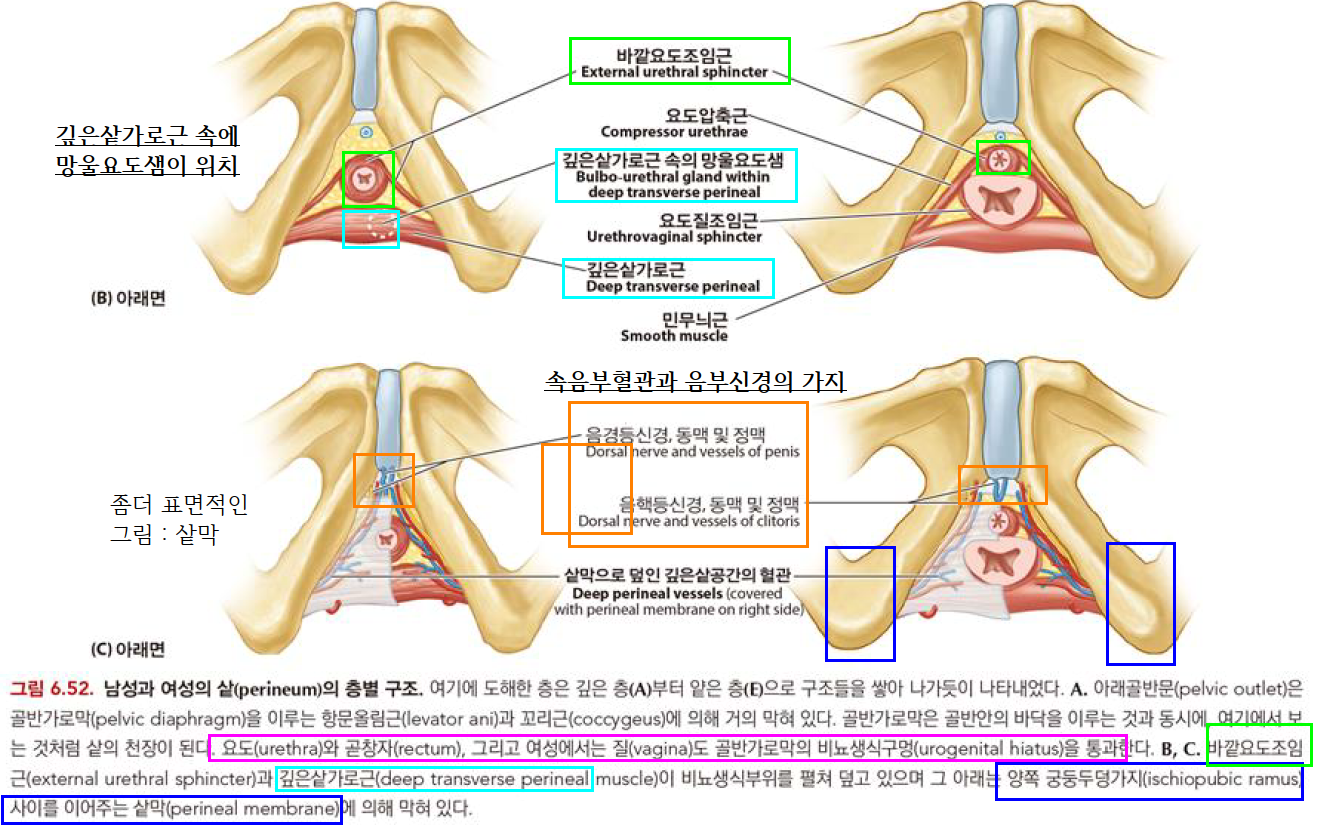 바깥요도조임근
External urethral sphincter
요도압축근
Compressor urethrae
깊은샅가로근 속에
망울요도샘이 위치
깊은샅가로근 속의 망울요도샘
Bulbo-urethral gland within
deep transverse perineal
요도질조임근
Urethrovaginal sphincter
깊은샅가로근
Deep transverse perineal
(B) 아래면
민무늬근
Smooth muscle
속음부혈관과 음부신경의 가지
음경등신경, 동맥 및 정맥
Dorsal nerve and vessels of penis
좀더 표면적인
그림 : 샅막
음핵등신경, 동맥 및 정맥
Dorsal nerve and vessels of clitoris
샅막으로 덮인 깊은샅공간의 혈관
Deep perineal vessels (covered
with perineal membrane on right side)
(C) 아래면
그림 6.52. 남성과 여성의 샅(perineum)의 층별 구조. 여기에 도해한 층은 깊은 층(A)부터 얕은 층(E)으로 구조들을 쌓아 나가듯이 나타내었다. A. 아래골반문(pelvic outlet)은
골반가로막(pelvic diaphragm)을 이루는 항문올림근(levator ani)과 꼬리근(coccygeus)에 의해 거의 막혀 있다. 골반가로막은 골반안의 바닥을 이루는 것과 동시에, 여기에서 보
는 것처럼 샅의 천장이 된다. 요도(urethra)와 곧창자(rectum), 그리고 여성에서는 질(vagina)도 골반가로막의 비뇨생식구멍(urogenital hiatus)을 통과한다. B, C. 바깥요도조임
근(external urethral sphincter)과 깊은샅가로근(deep transverse perineal muscle)이 비뇨생식부위를 펼쳐 덮고 있으며 그 아래는 양쪽 궁둥두덩가지(ischiopubic ramus)
사이를 이어주는 샅막(perineal membrane)에 의해 막혀 있다.